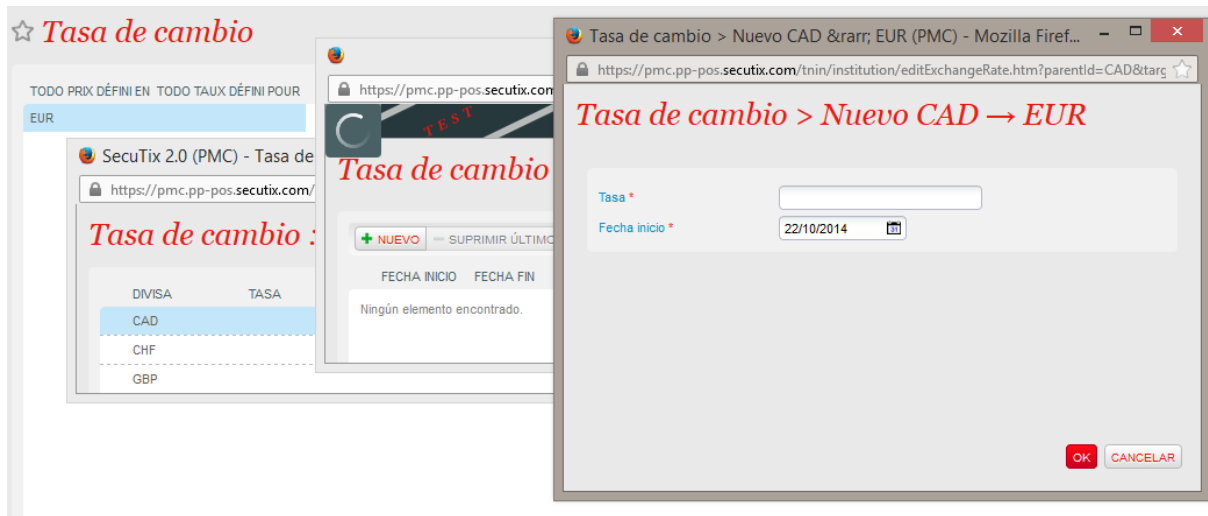 Tasa de cambio
TODO PRIX DÉFINI EN TODO TAUX DÉFINI POUR
EUR
SecuTix 2.0 (PMC) - Tasa de
https://pmc.pp-pos.secutix.com/
Tasa de cambio :
DIVISA TASA
CAD
CHF
GBP
https://pmc.pp-pos.secutix.com
TEST
Tasa de cambio
NUEVO SUPRIMIR ÚLTIMO
FECHA INICIO FECHA FIN
Ningún elemento encontrado.
Tasa de cambio > Nuevo CAD &rarr; EUR (PMC) - Mozilla Firef...
https://pmc.pp-pos.secutix.com/tnin/institution/editExchangeRate.htm?parentId=CAD&targ
Tasa de cambio > Nuevo CAD → EUR
Tasa *
Fecha inicio * 22/10/2014
OK CANCELAR